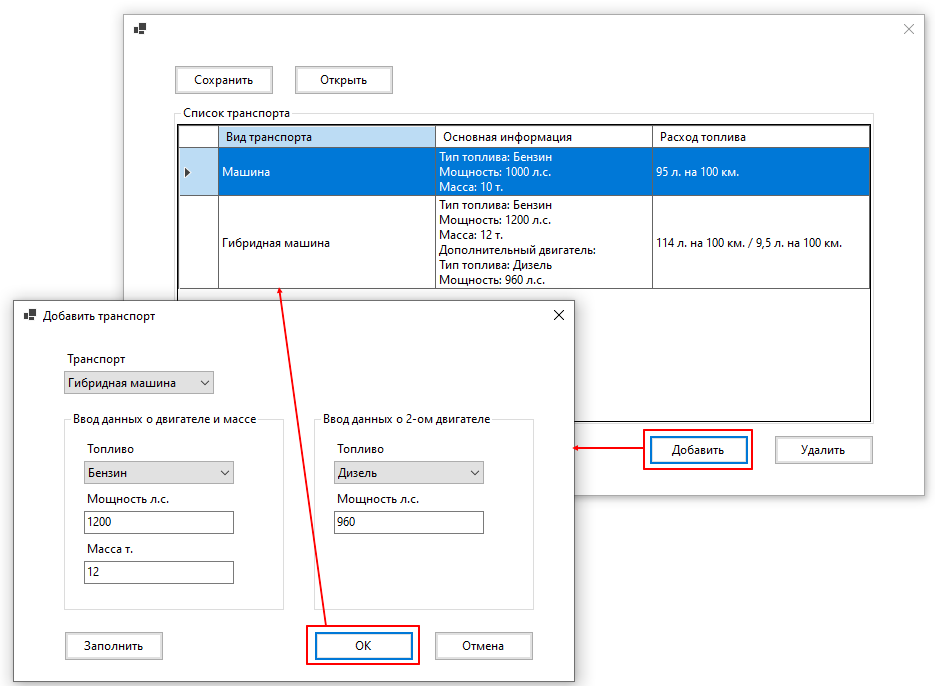 Сохранить
Открыть
Список транспорта
Вид транспорта
Основная информация
Расход топлива
Машина
Тип топлива: Бензин
Мощность: 1000 л.с.
Масса: 10 т.
95 л. на 100 км.
Гибридная машина
Тип топлива: Бензин
Мощность: 1200 л.с.
Масса: 12 т.
Дополнительный двигатель:
Тип топлива: Дизель
Мощность: 960 л.с.
114 л. на 100 км. / 9,5 л. на 100 км.
Добавить
Удалить
Добавить транспорт
Транспорт
Гибридная машина
Ввод данных о двигателе и массе
Топливо
Бензин
Мощность л.с.
1200
Масса т.
12
Ввод данных о 2-ом двигателе
Топливо
Дизель
Мощность л.с.
960
Заполнить
ОК
Отмена